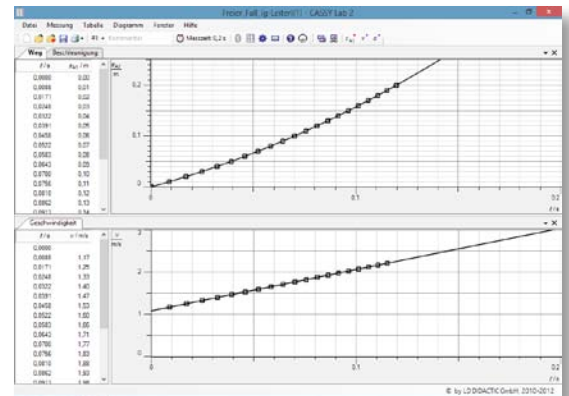 Freier_Fall_(g-Leiter)(1) - CASSY Lab 2
Datei Messung Tabelle Diagramm Fenster Hilfe
Kommentar Messzeit 0,2 s
Weg Beschleunigung
t / s
0,0000 0,00
0,0088 0,01
0,0171 0,02
0,0248 0,03
0,0322 0,04
0,0391 0,05
0,0458 0,06
0,0522 0,07
0,0583 0,08
0,0643 0,09
0,0700 0,10
0,0756 0,11
0,0810 0,12
0,0862 0,13
m
0,2
0,1
0
0 0,1 0,2
t / s
Geschwindigkeit
t / s v / m/s
0,0000
0,0088 1,17
0,0171 1,25
0,0248 1,33
0,0322 1,40
0,0391 1,47
0,0458 1,53
0,0522 1,60
0,0583 1,66
0,0643 1,71
0,0700 1,77
0,0756 1,83
0,0810 1,88
0,0862 1,93
v
m/s
3
2
1
0
0 0,1 0,2
t / s
© by LD DIDACTIC GmbH, 2010-2012